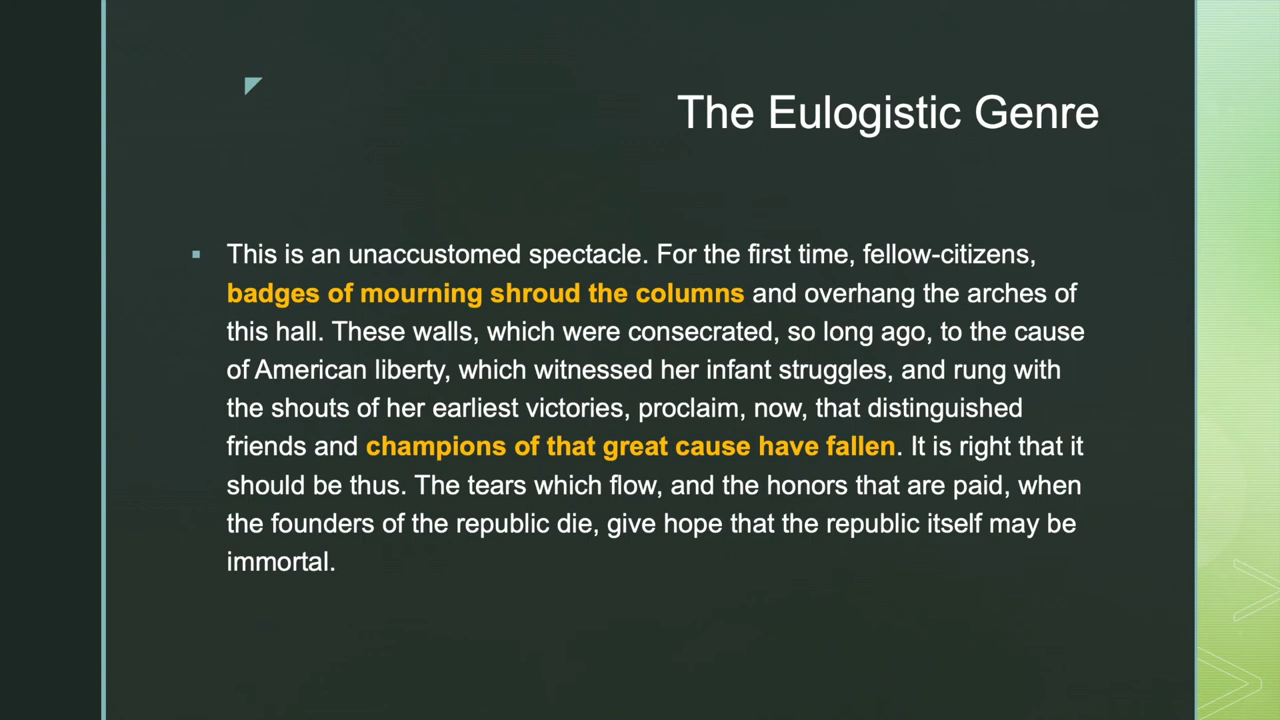 The Eulogistic Genre
This is an unaccustomed spectacle. For the first time, fellow-citizens,
badges of mourning shroud the columns and overhang the arches of
this hall. These walls, which were consecrated, so long ago, to the cause
of American liberty, which witnessed her infant struggles, and rung with
the shouts of her earliest victories, proclaim, now, that distinguished
friends and champions of that great cause have fallen. It is right that it
should be thus. The tears which flow, and the honors that are paid, when
the founders of the republic die, give hope that the republic itself may be
immortal.